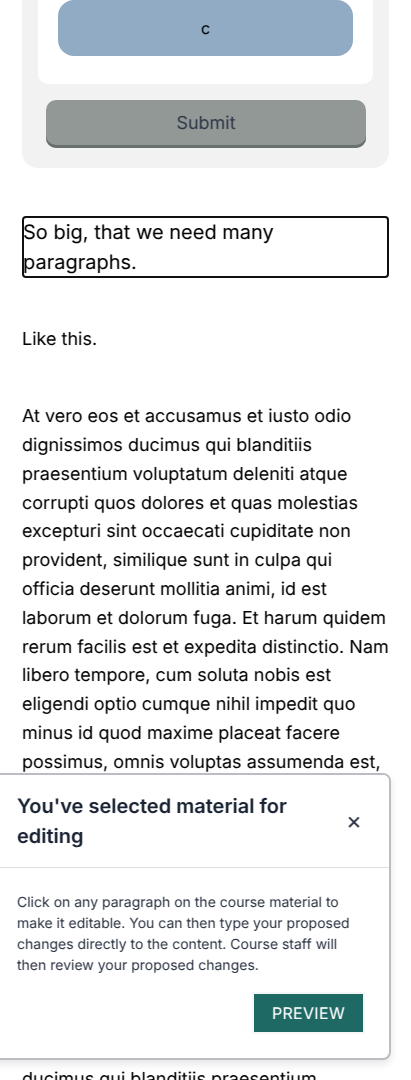 c
Submit
So big, that we need many
paragraphs.
Like this.
At vero eos et accusamus et iusto odio
dignissimos ducimus qui blanditiis
praesentium voluptatum deleniti atque
corrupti quos dolores et quas molestias
excepturi sint occaecati cupiditate non
provident, similique sunt in culpa qui
officia deserunt mollitia animi, id est
laborum et dolorum fuga. Et harum quidem
rerum facilis est et expedita distinctio. Nam
libero tempore, cum soluta nobis est
eligendi optio cumque nihil impedit quo
minus id quod maxime placeat facere
possimus, omnis voluptas assumenda est,
You've selected material for
editing
Click on any paragraph on the course material to
make it editable. You can then type your proposed
changes directly to the content. Course staff will
then review your proposed changes.
PREVIEW
ducimus qui blanditiis praesentium